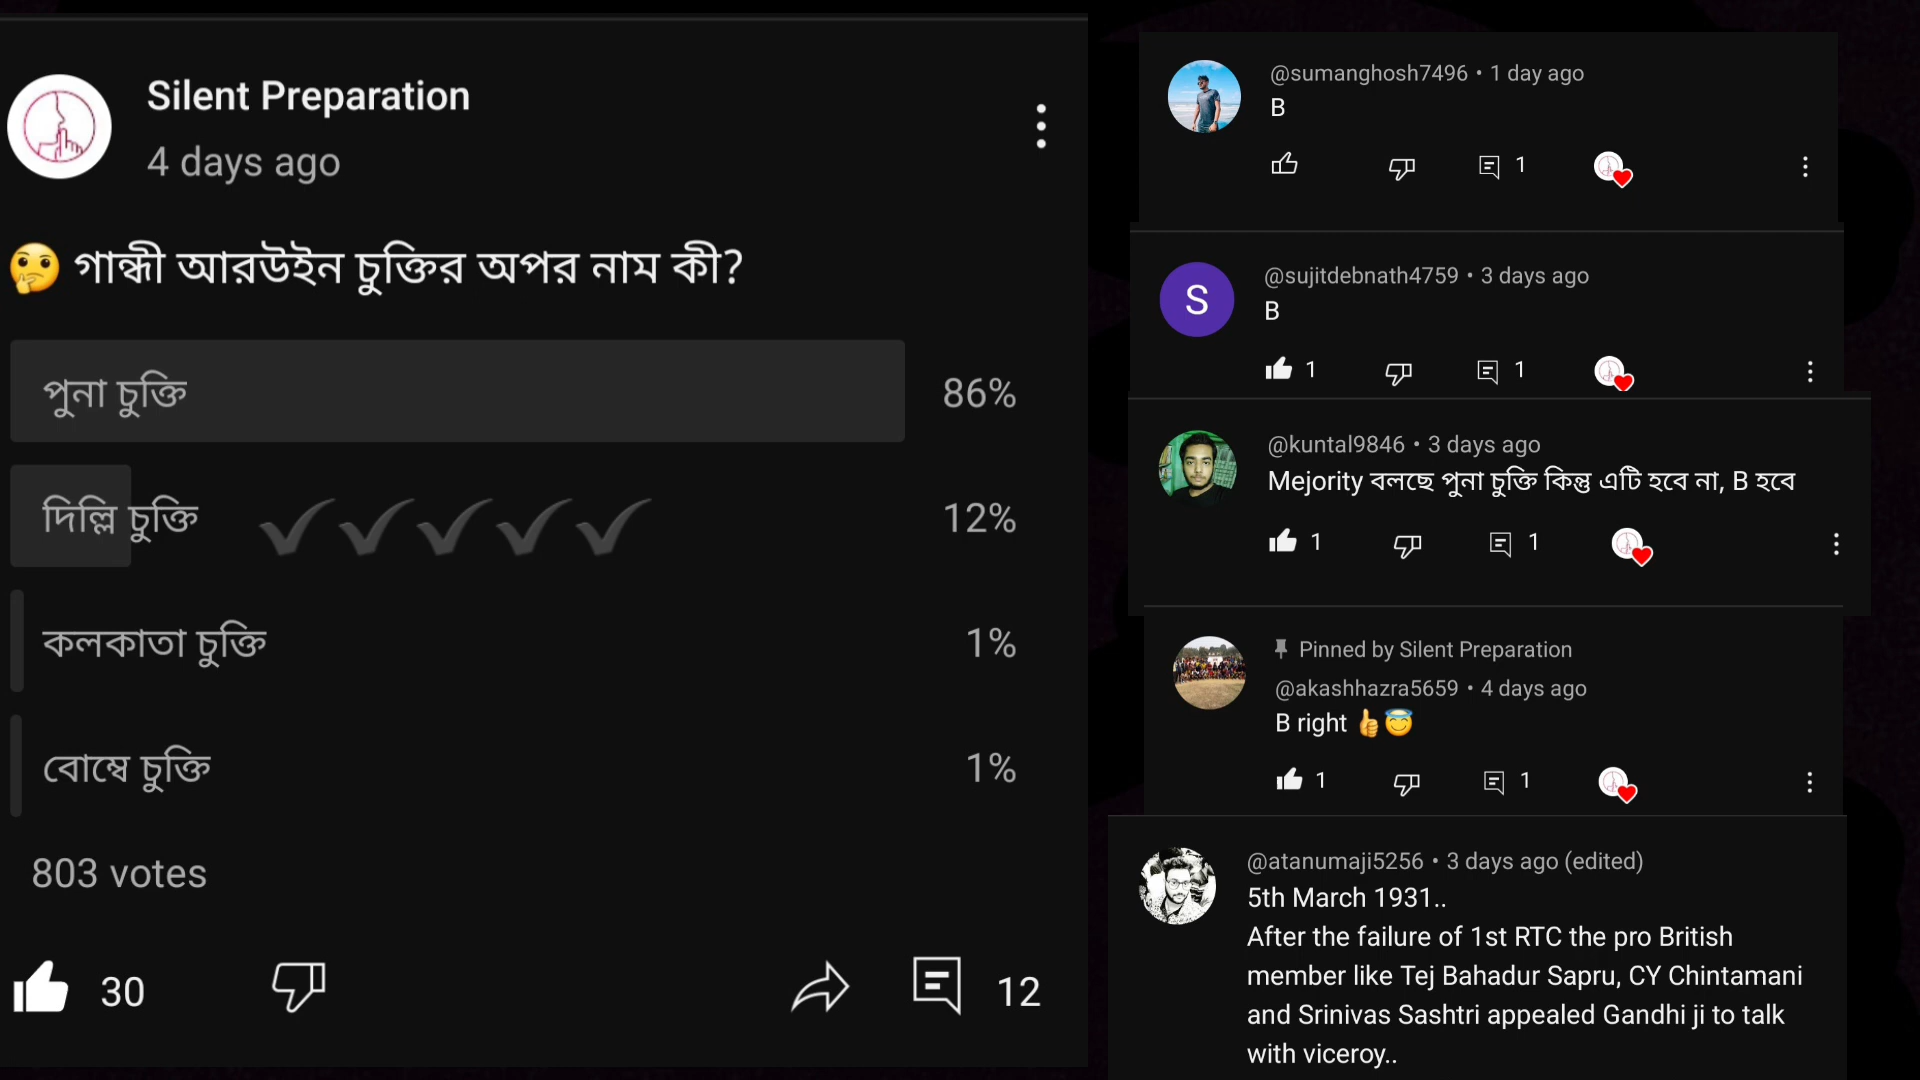 Silent Preparation
4 days ago
🤔 গান্ধী আরউইন চুক্তির অপর নাম কী?
পুনা চুক্তি
86%
দিল্লি চুক্তি
12%
কলকাতা চুক্তি
1%
বোম্বে চুক্তি
1%
803 votes
30
12
@sumanghosh7496 • 1 day ago
B
1
S
@sujitdebnath4759 • 3 days ago
B
1 1
@kuntal9846 • 3 days ago
Mejority বলছে পুনা চুক্তি কিন্তু এটি হবে না, B হবে
1 1
Pinned by Silent Preparation
@akashhazra5659 • 4 days ago
B right 👍😇
1 1
@atanumaji5256 • 3 days ago (edited)
5th March 1931..
After the failure of 1st RTC the pro British
member like Tej Bahadur Sapru, CY Chintamani
and Srinivas Sashtri appealed Gandhi ji to talk
with viceroy..